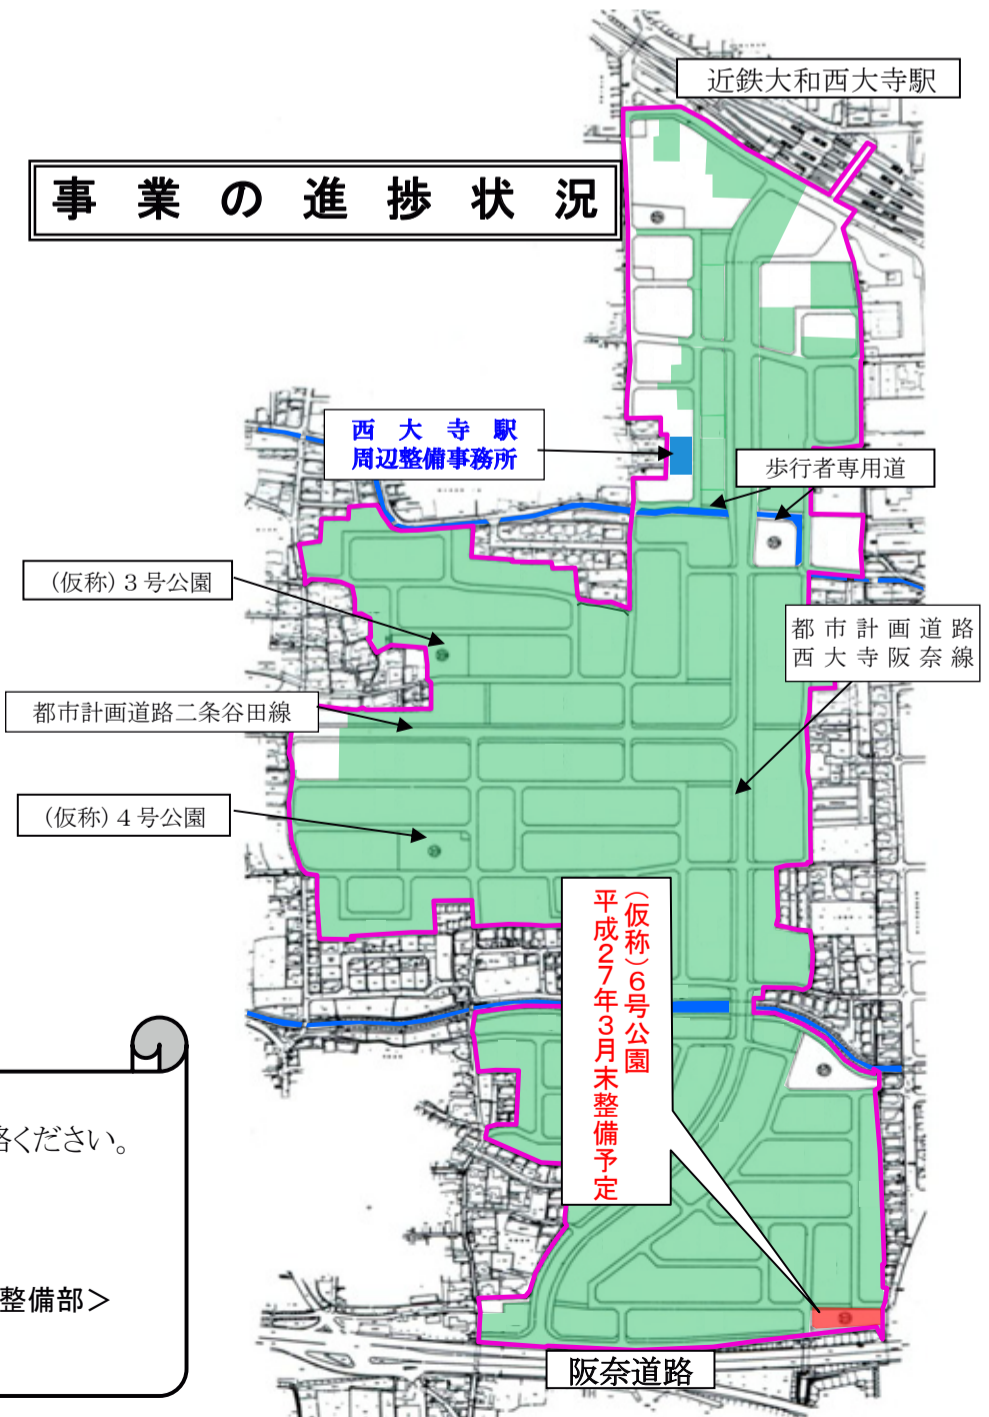 近鉄大和西大寺駅
事業の進捗状況
西大寺駅
周辺整備事務所
歩行者専用道
(仮称)3号公園
都市計画道路
西大寺阪奈線
都市計画道路二条谷田線
(仮称)4号公園
(仮称)6号公園
平成27年3月末整備予定
絡ください。
整備部＞
阪奈道路